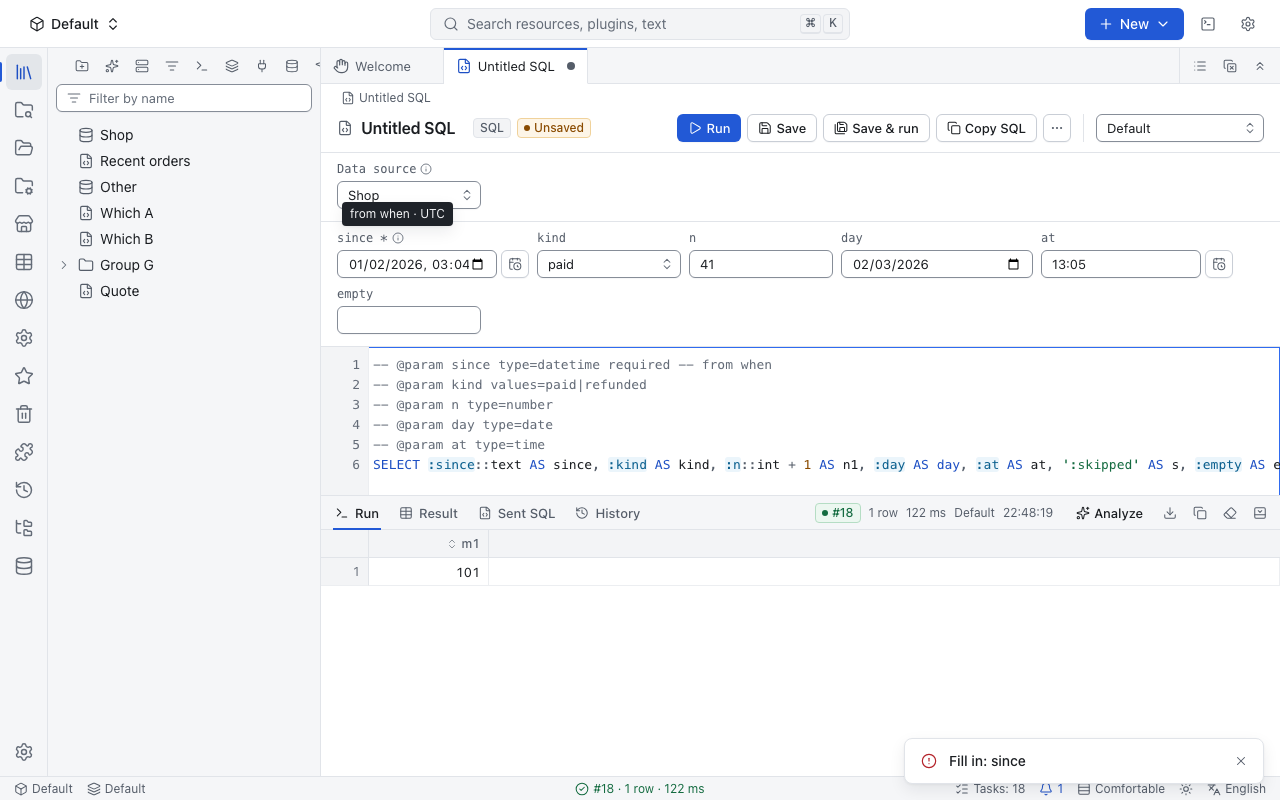 Default
Search resources, plugins, text
⌘ K
New
Welcome
Untitled SQL
Filter by name
Shop
Recent orders
Other
Which A
Which B
Group G
Quote
Untitled SQL
Untitled SQL
SQL
Unsaved
Run
Save
Save & run
Copy SQL
Default
Data source
Shop
from when · UTC
since *
kind
n
day
at
01/02/2026, 03:04
paid
41
02/03/2026
13:05
empty
1 -- @param since type=datetime required -- from when
2 -- @param kind values=paid|refunded
3 -- @param n type=number
4 -- @param day type=date
5 -- @param at type=time
6 SELECT :since::text AS since, :kind AS kind, :n::int + 1 AS n1, :day AS day, :at AS at, ':skipped' AS s, :empty AS e
Run
Result
Sent SQL
History
#18
1 row
122 ms
Default
22:48:19
Analyze
m1
1
101
Fill in: since
Default
Default
#18 · 1 row · 122 ms
Tasks: 18
1
Comfortable
English